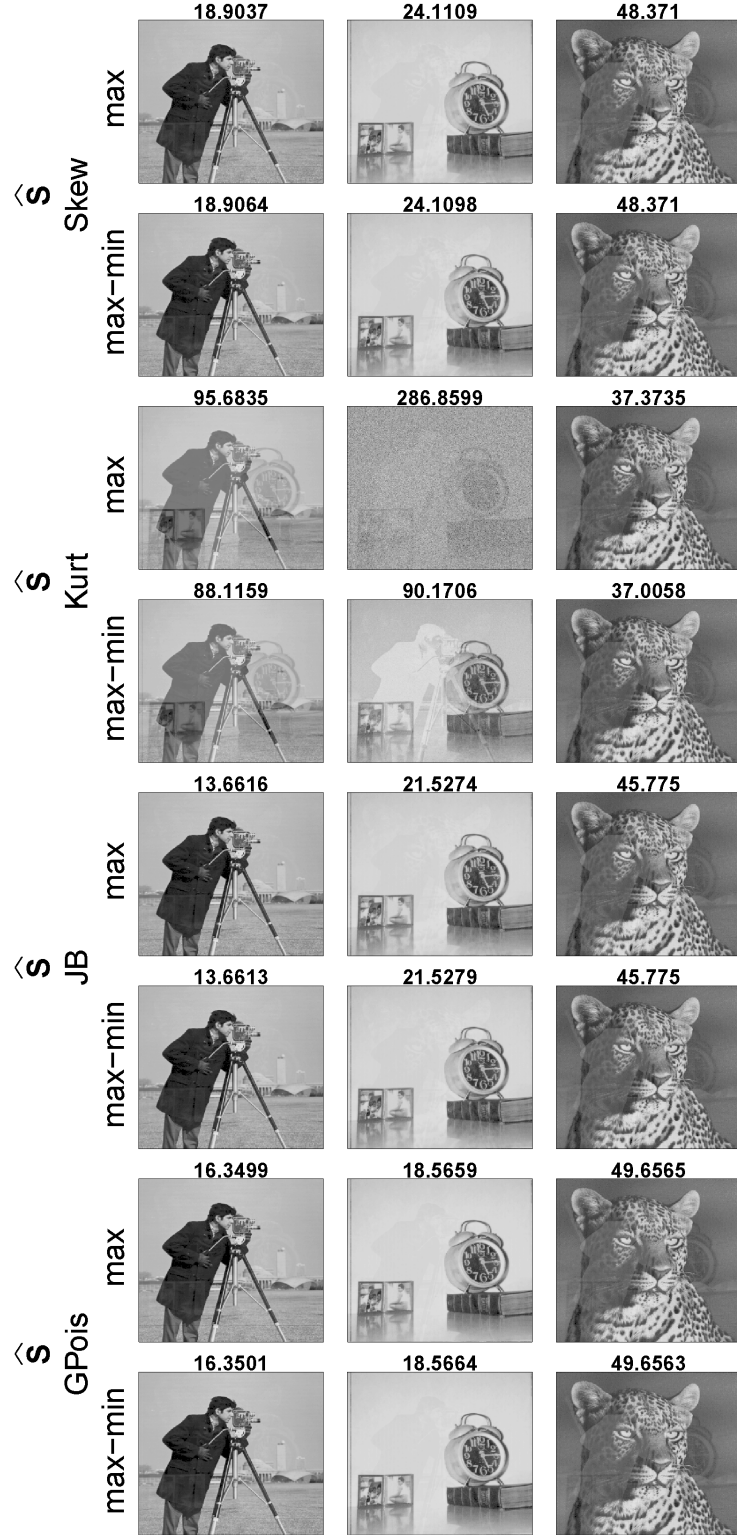 18.9037 24.1109 48.371
max
Ŝ Skew
18.9064 24.1098 48.371
max−min
95.6835 286.8599 37.3735
max
Ŝ Kurt
88.1159 90.1706 37.0058
max−min
13.6616 21.5274 45.775
max
Ŝ JB
13.6613 21.5279 45.775
max−min
16.3499 18.5659 49.6565
max
Ŝ GPois
16.3501 18.5664 49.6563
max−min